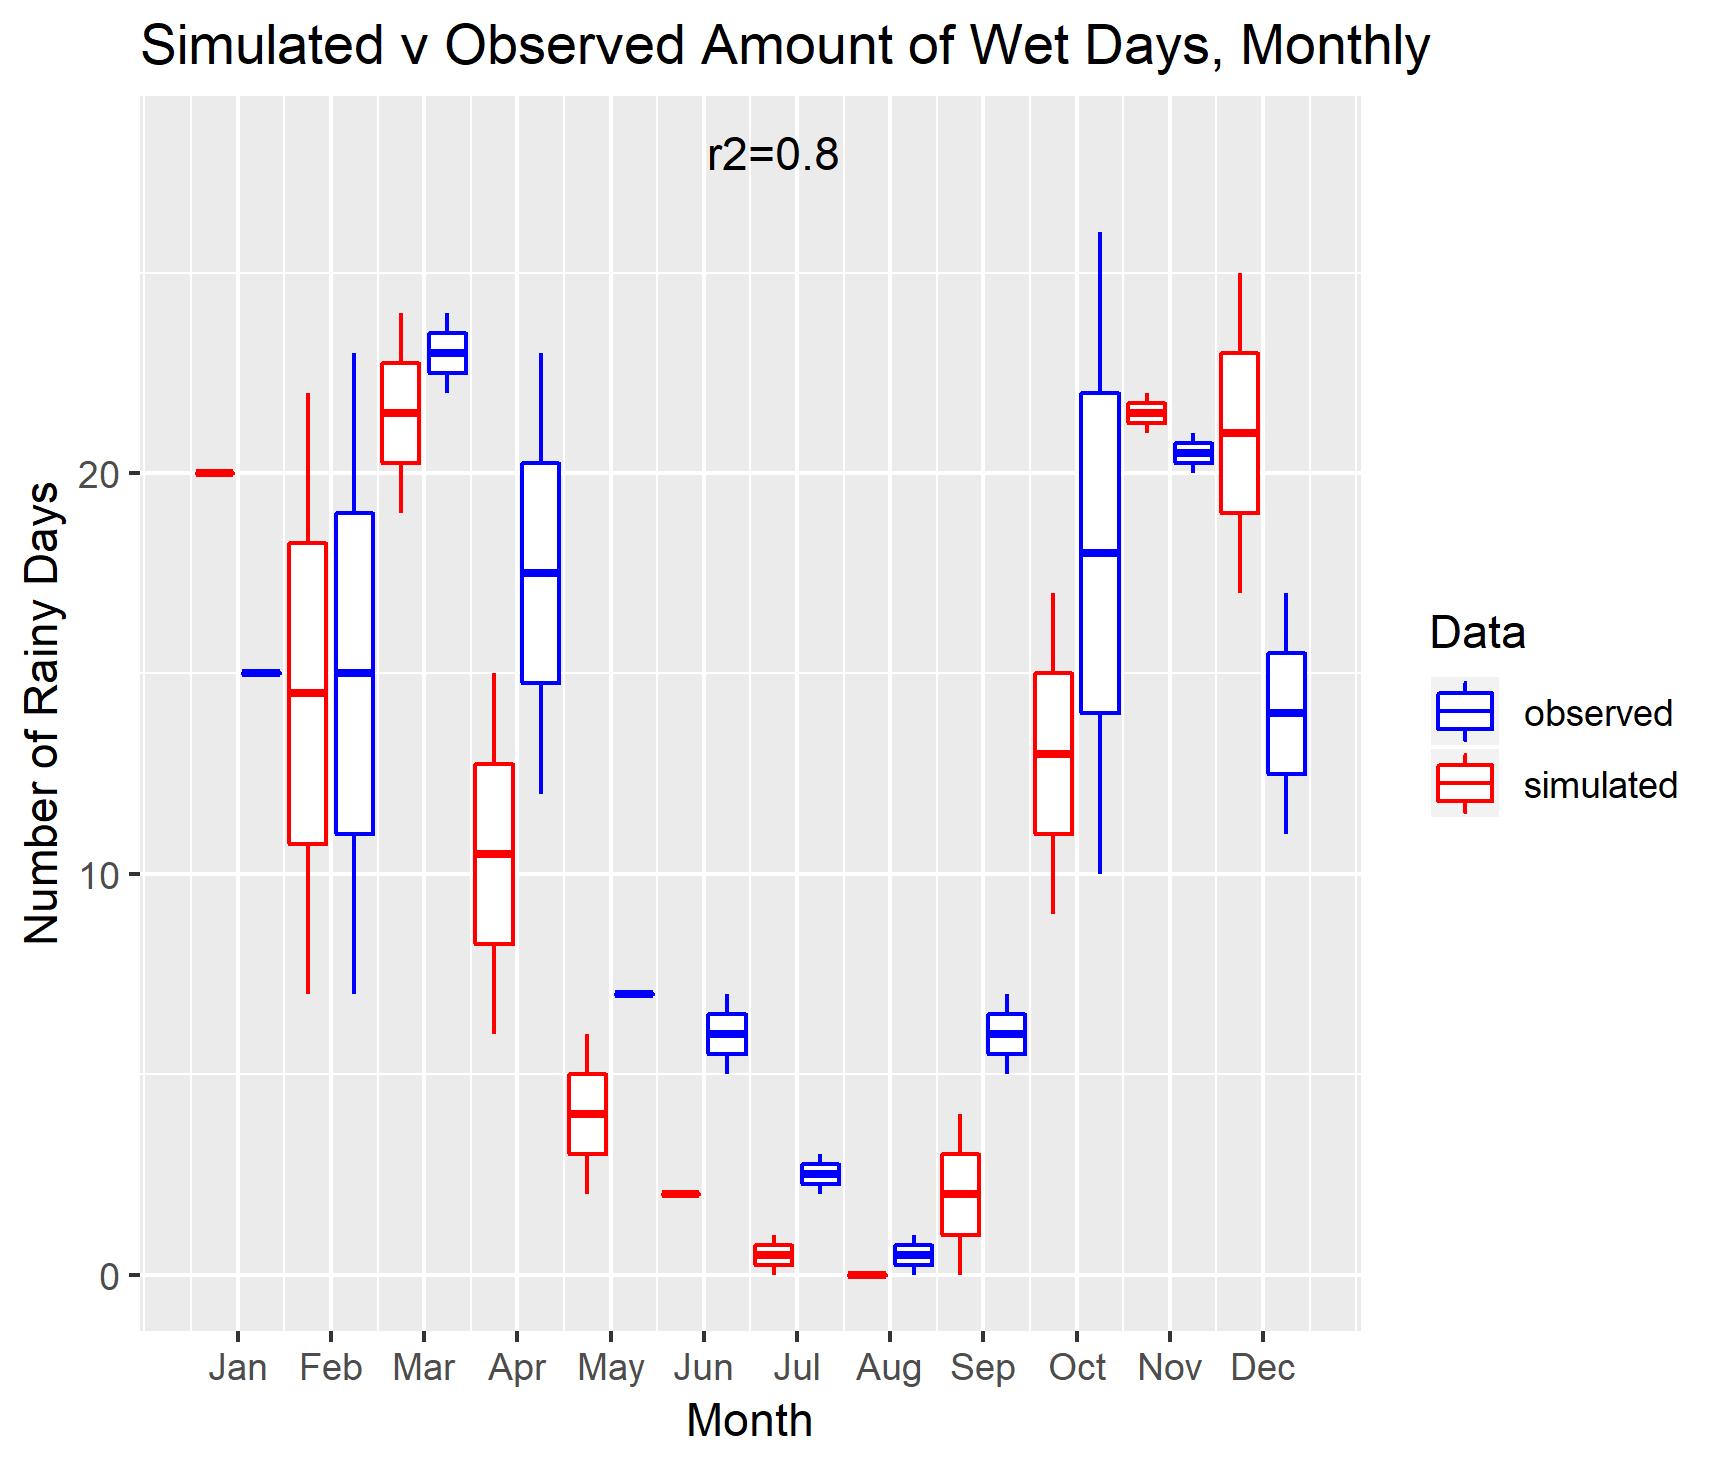 Simulated v Observed Amount of Wet Days, Monthly
r2=0.8
Number of Rainy Days
20
10
0
Jan Feb Mar Apr May Jun Jul Aug Sep Oct Nov Dec
Month
Data
observed
simulated